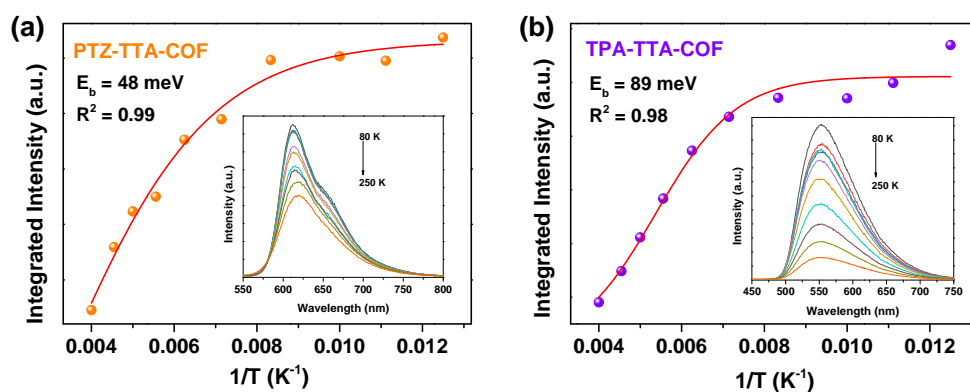 (a)
PTZ-TTA-COF
E_b = 48 meV
R² = 0.99
Integrated Intensity (a.u.)
0.004 0.006 0.008 0.010 0.012
1/T (K⁻¹)
80 K
250 K
Intensity (a.u.)
550 600 650 700 750 800
Wavelength (nm)
(b)
TPA-TTA-COF
E_b = 89 meV
R² = 0.98
Integrated Intensity (a.u.)
0.004 0.006 0.008 0.010 0.012
1/T (K⁻¹)
80 K
250 K
Intensity (a.u.)
450 500 550 600 650 700 750
Wavelength (nm)